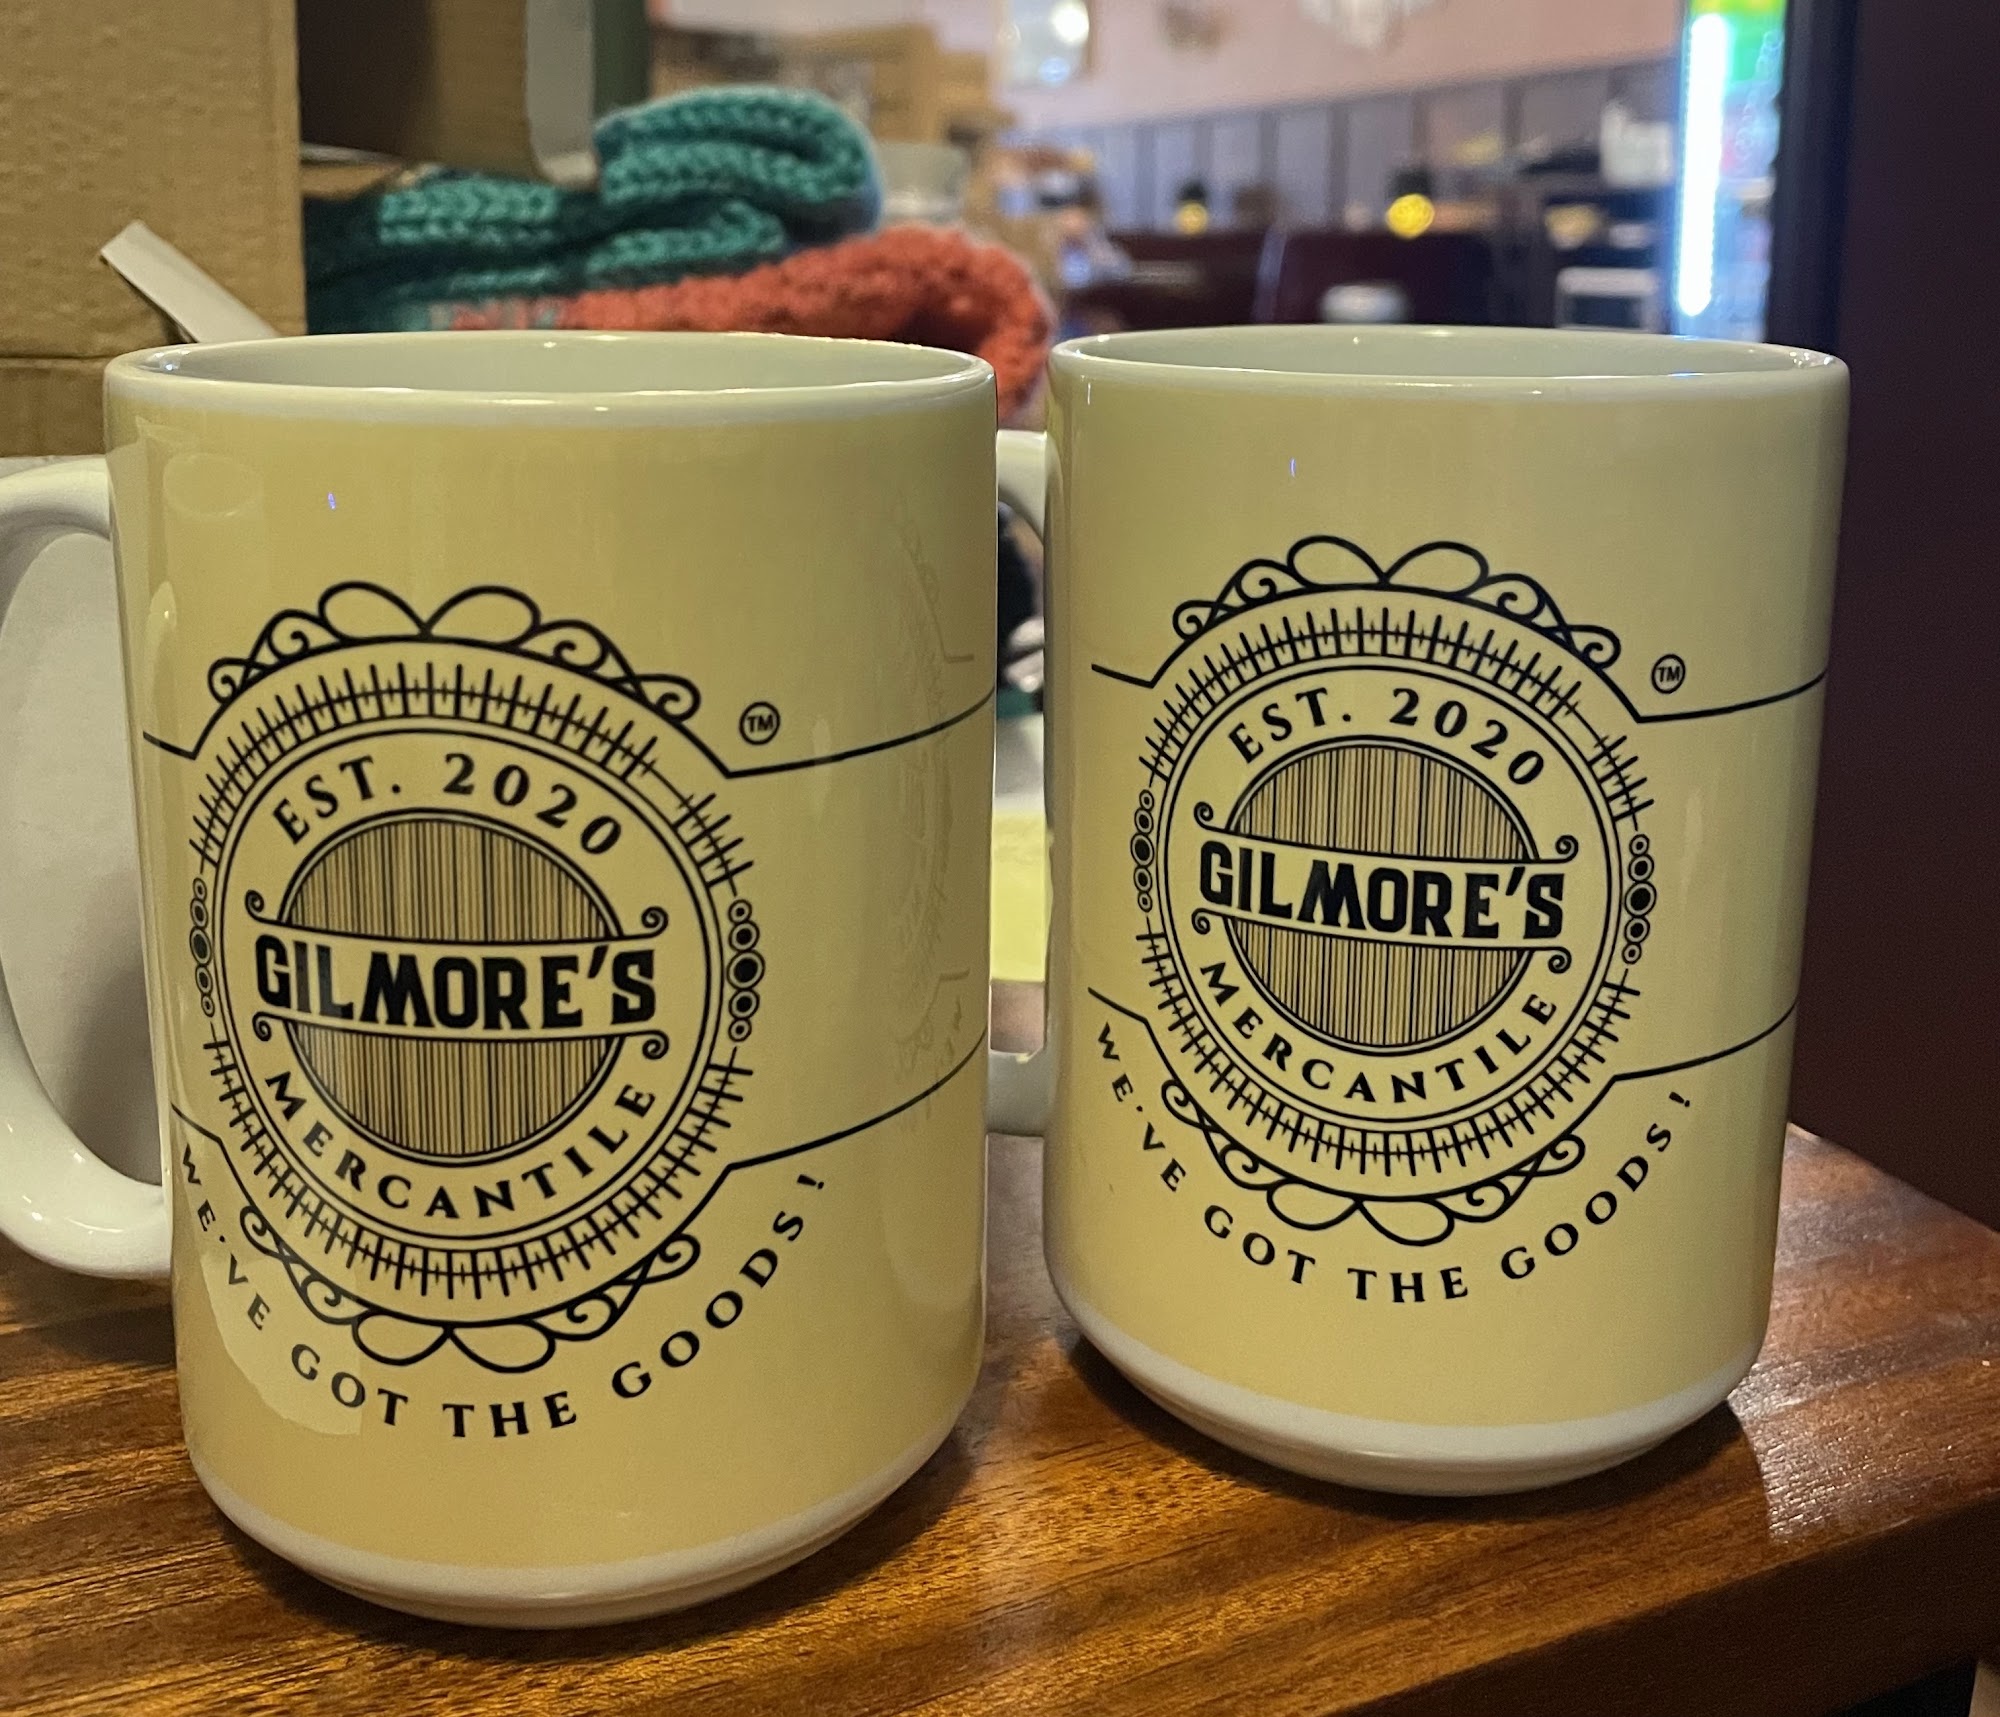 EST. 2020
GILMORE'S
MERCANTILE
TM
WE'VE GOT THE GOODS!
EST. 2020
GILMORE'S
MERCANTILE
TM
WE'VE GOT THE GOODS!